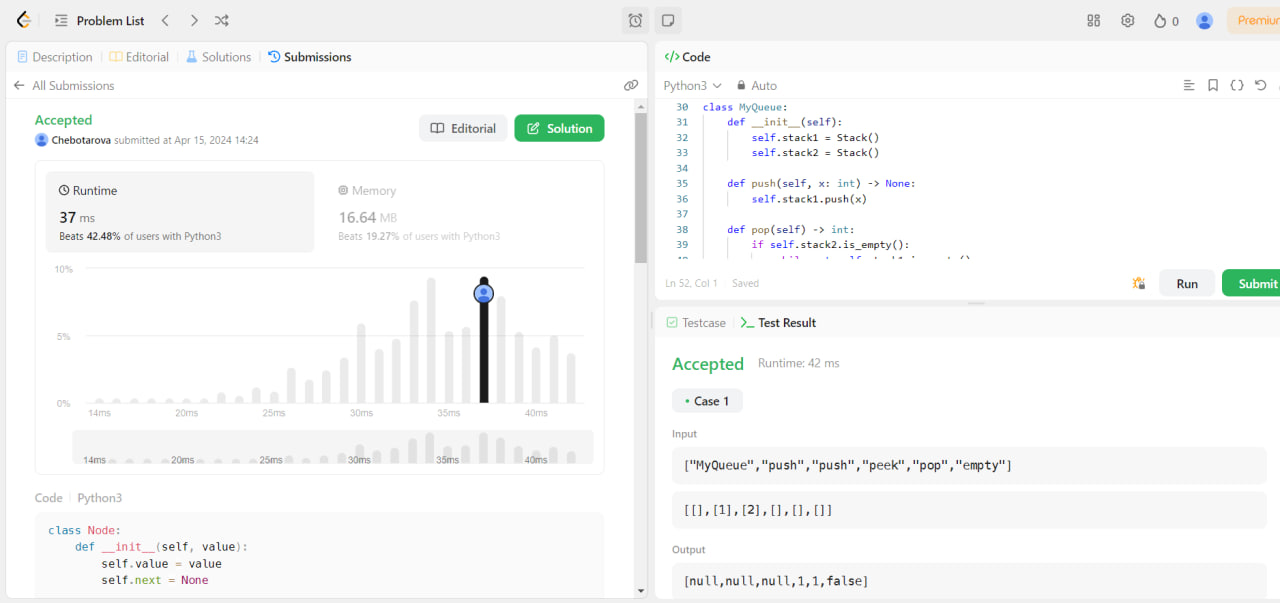 Problem List
0
Premiu
Description
Editorial
Solutions
Submissions
All Submissions
Accepted
Chebotarova submitted at Apr 15, 2024 14:24
Editorial
Solution
Runtime
37 ms
Beats 42.48% of users with Python3
Memory
16.64 MB
Beats 19.27% of users with Python3
10%
5%
0%
14ms 20ms 25ms 30ms 35ms 40ms
14ms 20ms 25ms 30ms 35ms 40ms
Code
Python3
class Node:
def __init__(self, value):
self.value = value
self.next = None
</> Code
Python3
Auto
30 class MyQueue:
31 def __init__(self):
32 self.stack1 = Stack()
33 self.stack2 = Stack()
34
35 def push(self, x: int) -> None:
36 self.stack1.push(x)
37
38 def pop(self) -> int:
39 if self.stack2.is_empty():
Ln 52, Col 1
Saved
Run
Submit
Testcase
>_ Test Result
Accepted
Runtime: 42 ms
• Case 1
Input
["MyQueue","push","push","peek","pop","empty"]
[[],[1],[2],[],[],[]]
Output
[null,null,null,1,1,false]